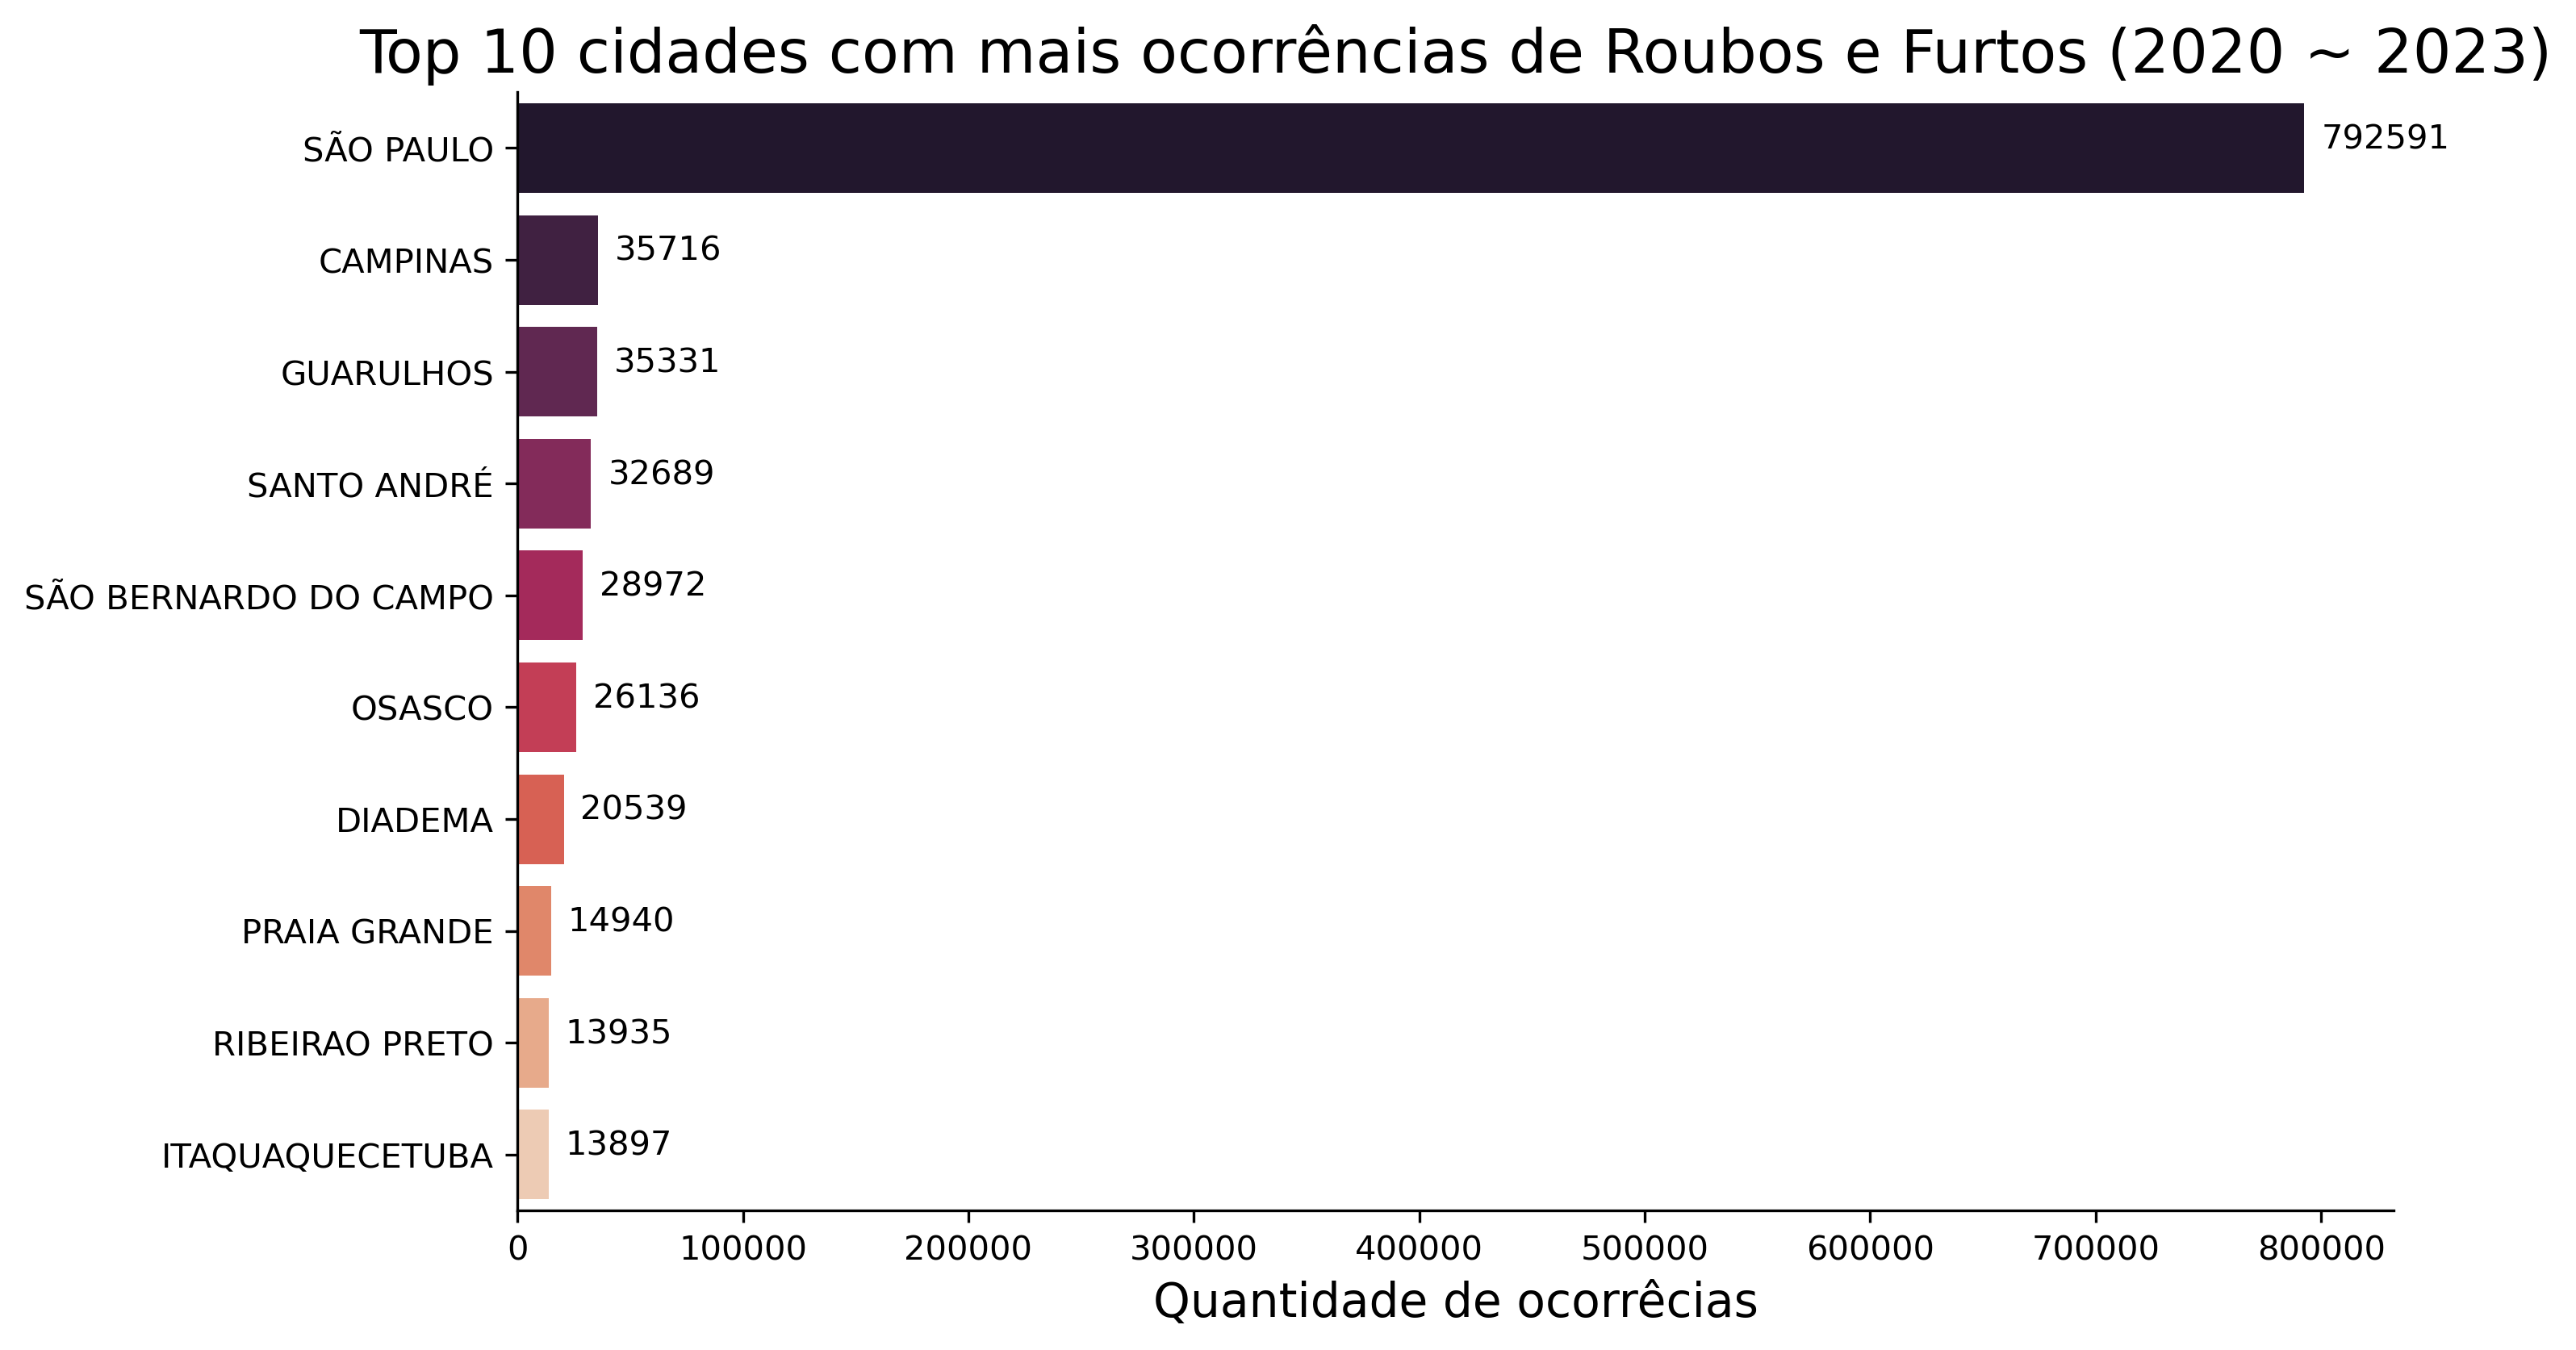 Top 10 cidades com mais ocorrências de Roubos e Furtos (2020 ~ 2023)
SÃO PAULO 792591
CAMPINAS 35716
GUARULHOS 35331
SANTO ANDRÉ 32689
SÃO BERNARDO DO CAMPO 28972
OSASCO 26136
DIADEMA 20539
PRAIA GRANDE 14940
RIBEIRAO PRETO 13935
ITAQUAQUECETUBA 13897
0 100000 200000 300000 400000 500000 600000 700000 800000
Quantidade de ocorrêcias